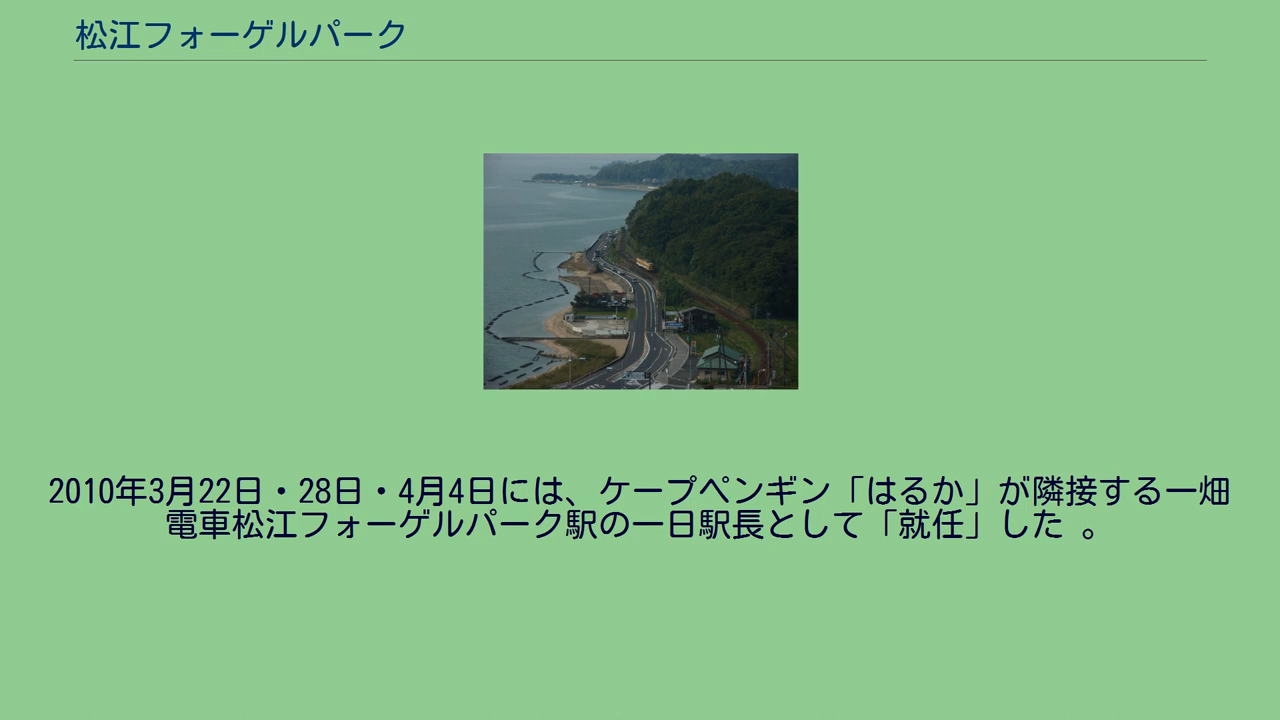 松江フォーゲルパーク
2010年3月22日・28日・4月4日には、ケープペンギン「はるか」が隣接する一畑
電車松江フォーゲルパーク駅の一日駅長として「就任」した 。